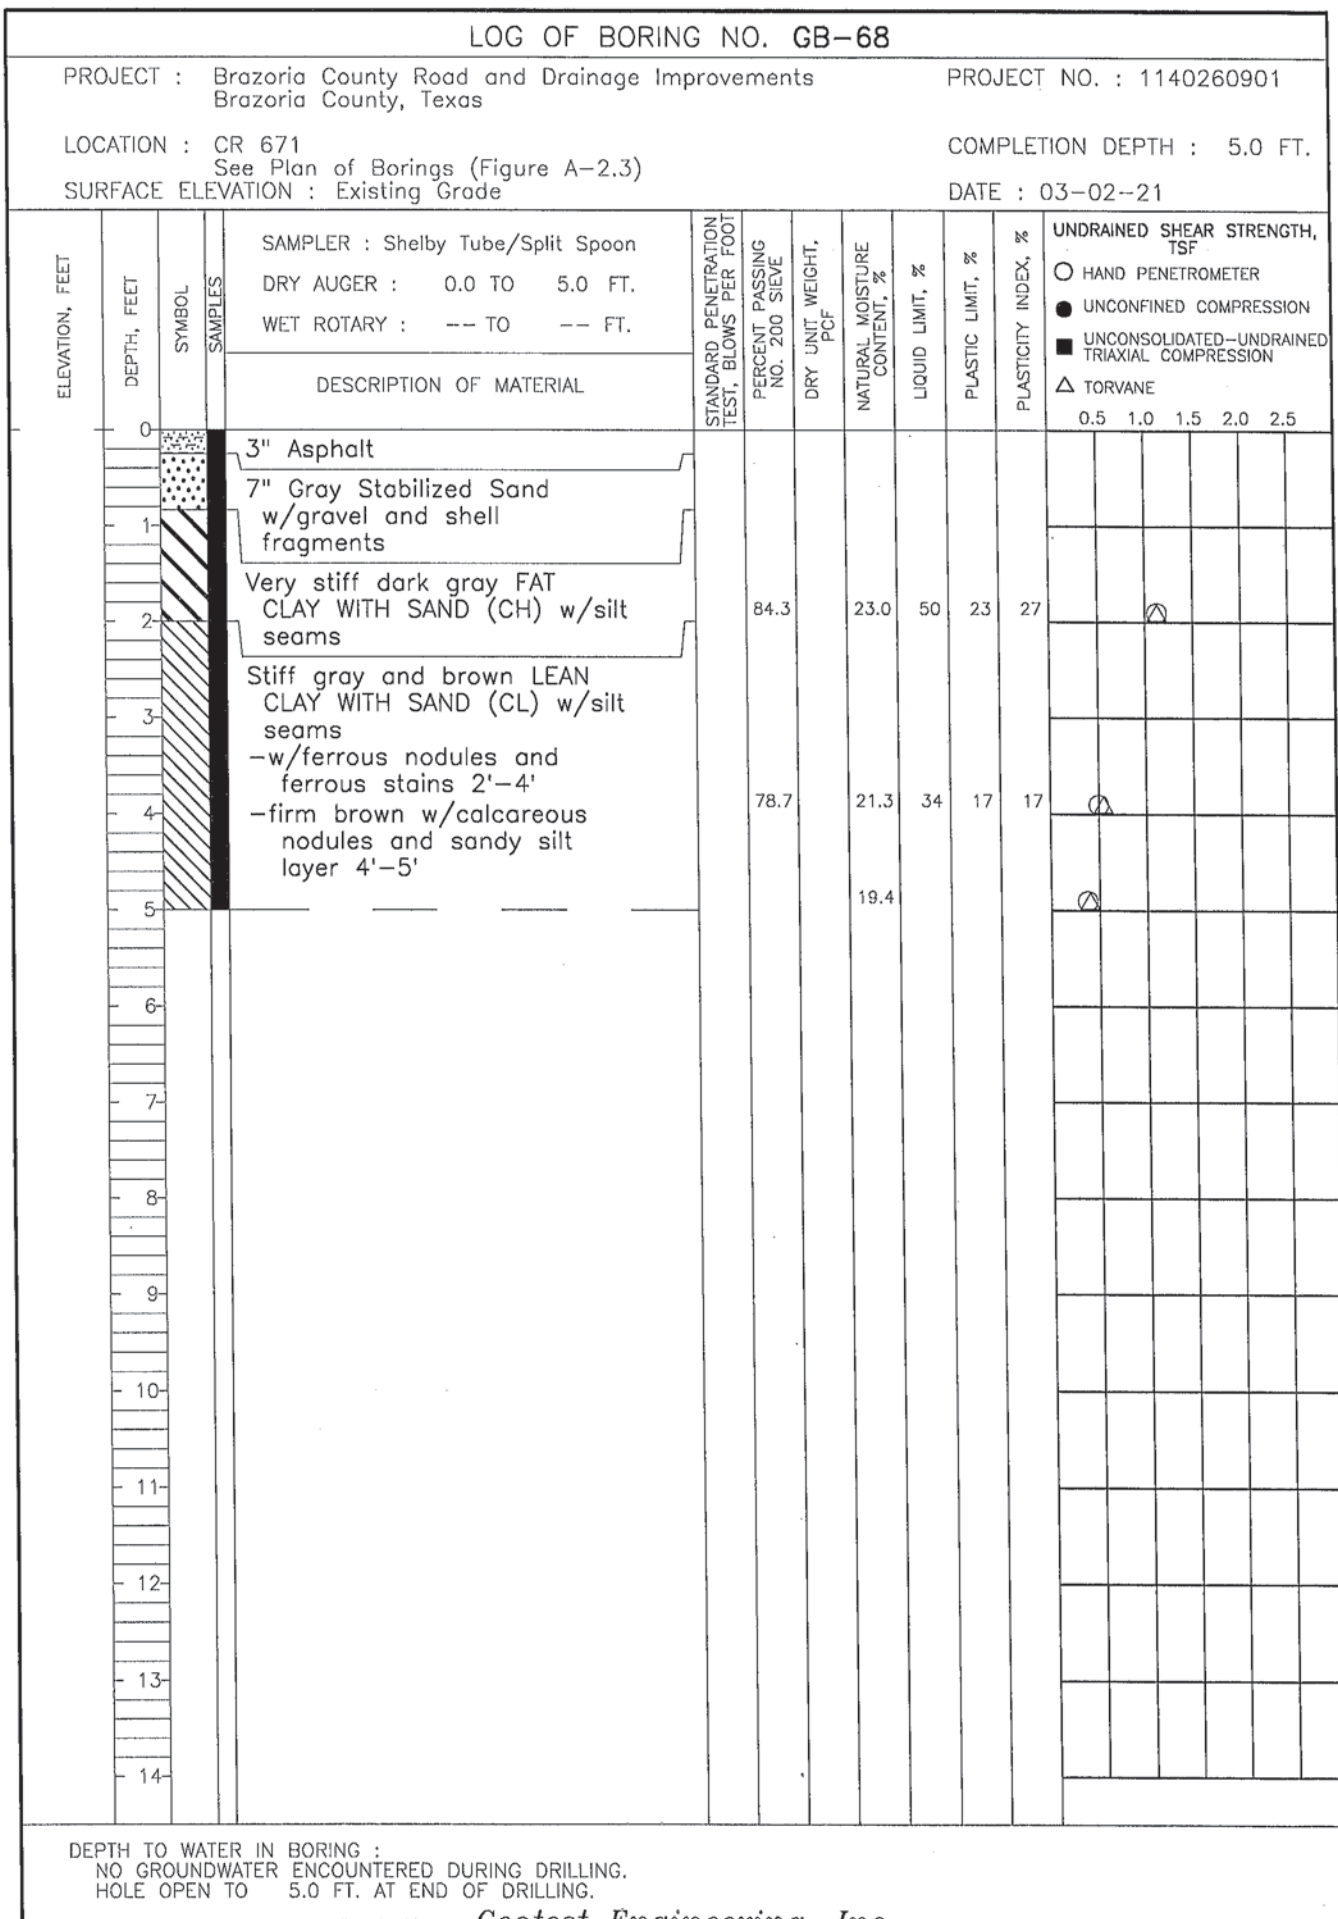 LOG OF BORING NO. GB-68
PROJECT : Brazoria County Road and Drainage Improvements
Brazoria County, Texas
PROJECT NO. : 1140260901
LOCATION : CR 671
See Plan of Borings (Figure A-2.3)
COMPLETION DEPTH : 5.0 FT.
SURFACE ELEVATION : Existing Grade
DATE : 03-02-21
ELEVATION, FEET
DEPTH, FEET
SYMBOL
SAMPLES
SAMPLER : Shelby Tube/Split Spoon
DRY AUGER : 0.0 TO 5.0 FT.
WET ROTARY : -- TO -- FT.
DESCRIPTION OF MATERIAL
STANDARD PENETRATION
TEST, BLOWS PER FOOT
PERCENT PASSING
NO. 200 SIEVE
DRY UNIT WEIGHT,
PCF
NATURAL MOISTURE
CONTENT, %
LIQUID LIMIT, %
PLASTIC LIMIT, %
PLASTICITY INDEX, %
UNDRAINED SHEAR STRENGTH,
TSF
HAND PENETROMETER
UNCONFINED COMPRESSION
UNCONSOLIDATED-UNDRAINED
TRIAXIAL COMPRESSION
TORVANE
0.5 1.0 1.5 2.0 2.5
0
3" Asphalt
7" Gray Stabilized Sand
w/gravel and shell
fragments
1
Very stiff dark gray FAT
CLAY WITH SAND (CH) w/silt
seams
84.3 23.0 50 23 27
2
Stiff gray and brown LEAN
CLAY WITH SAND (CL) w/silt
seams
3
-w/ferrous nodules and
ferrous stains 2'-4'
78.7 21.3 34 17 17
4
-firm brown w/calcareous
nodules and sandy silt
layer 4'-5'
19.4
5
6
7
8
9
10
11
12
13
14
DEPTH TO WATER IN BORING :
NO GROUNDWATER ENCOUNTERED DURING DRILLING.
HOLE OPEN TO 5.0 FT. AT END OF DRILLING.